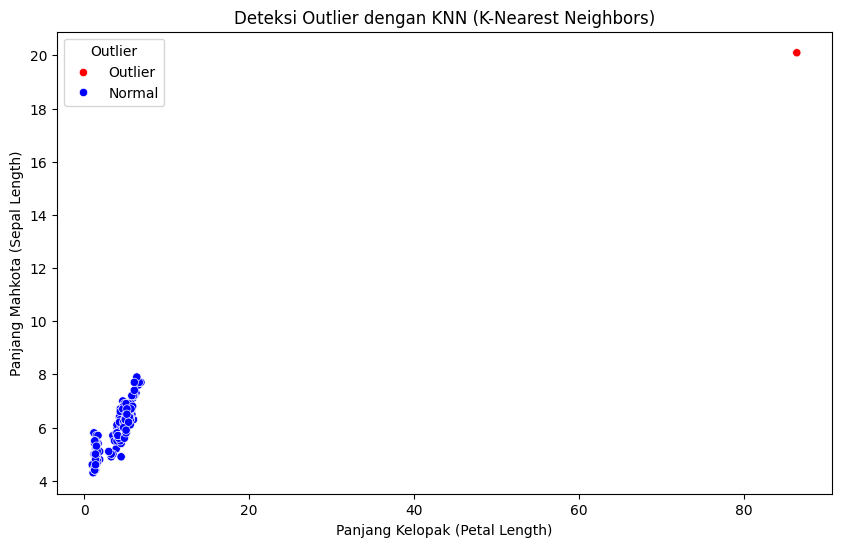 Deteksi Outlier dengan KNN (K-Nearest Neighbors)
Outlier
Outlier
Normal
Panjang Mahkota (Sepal Length)
20
18
16
14
12
10
8
6
4
0
20
40
60
80
Panjang Kelopak (Petal Length)